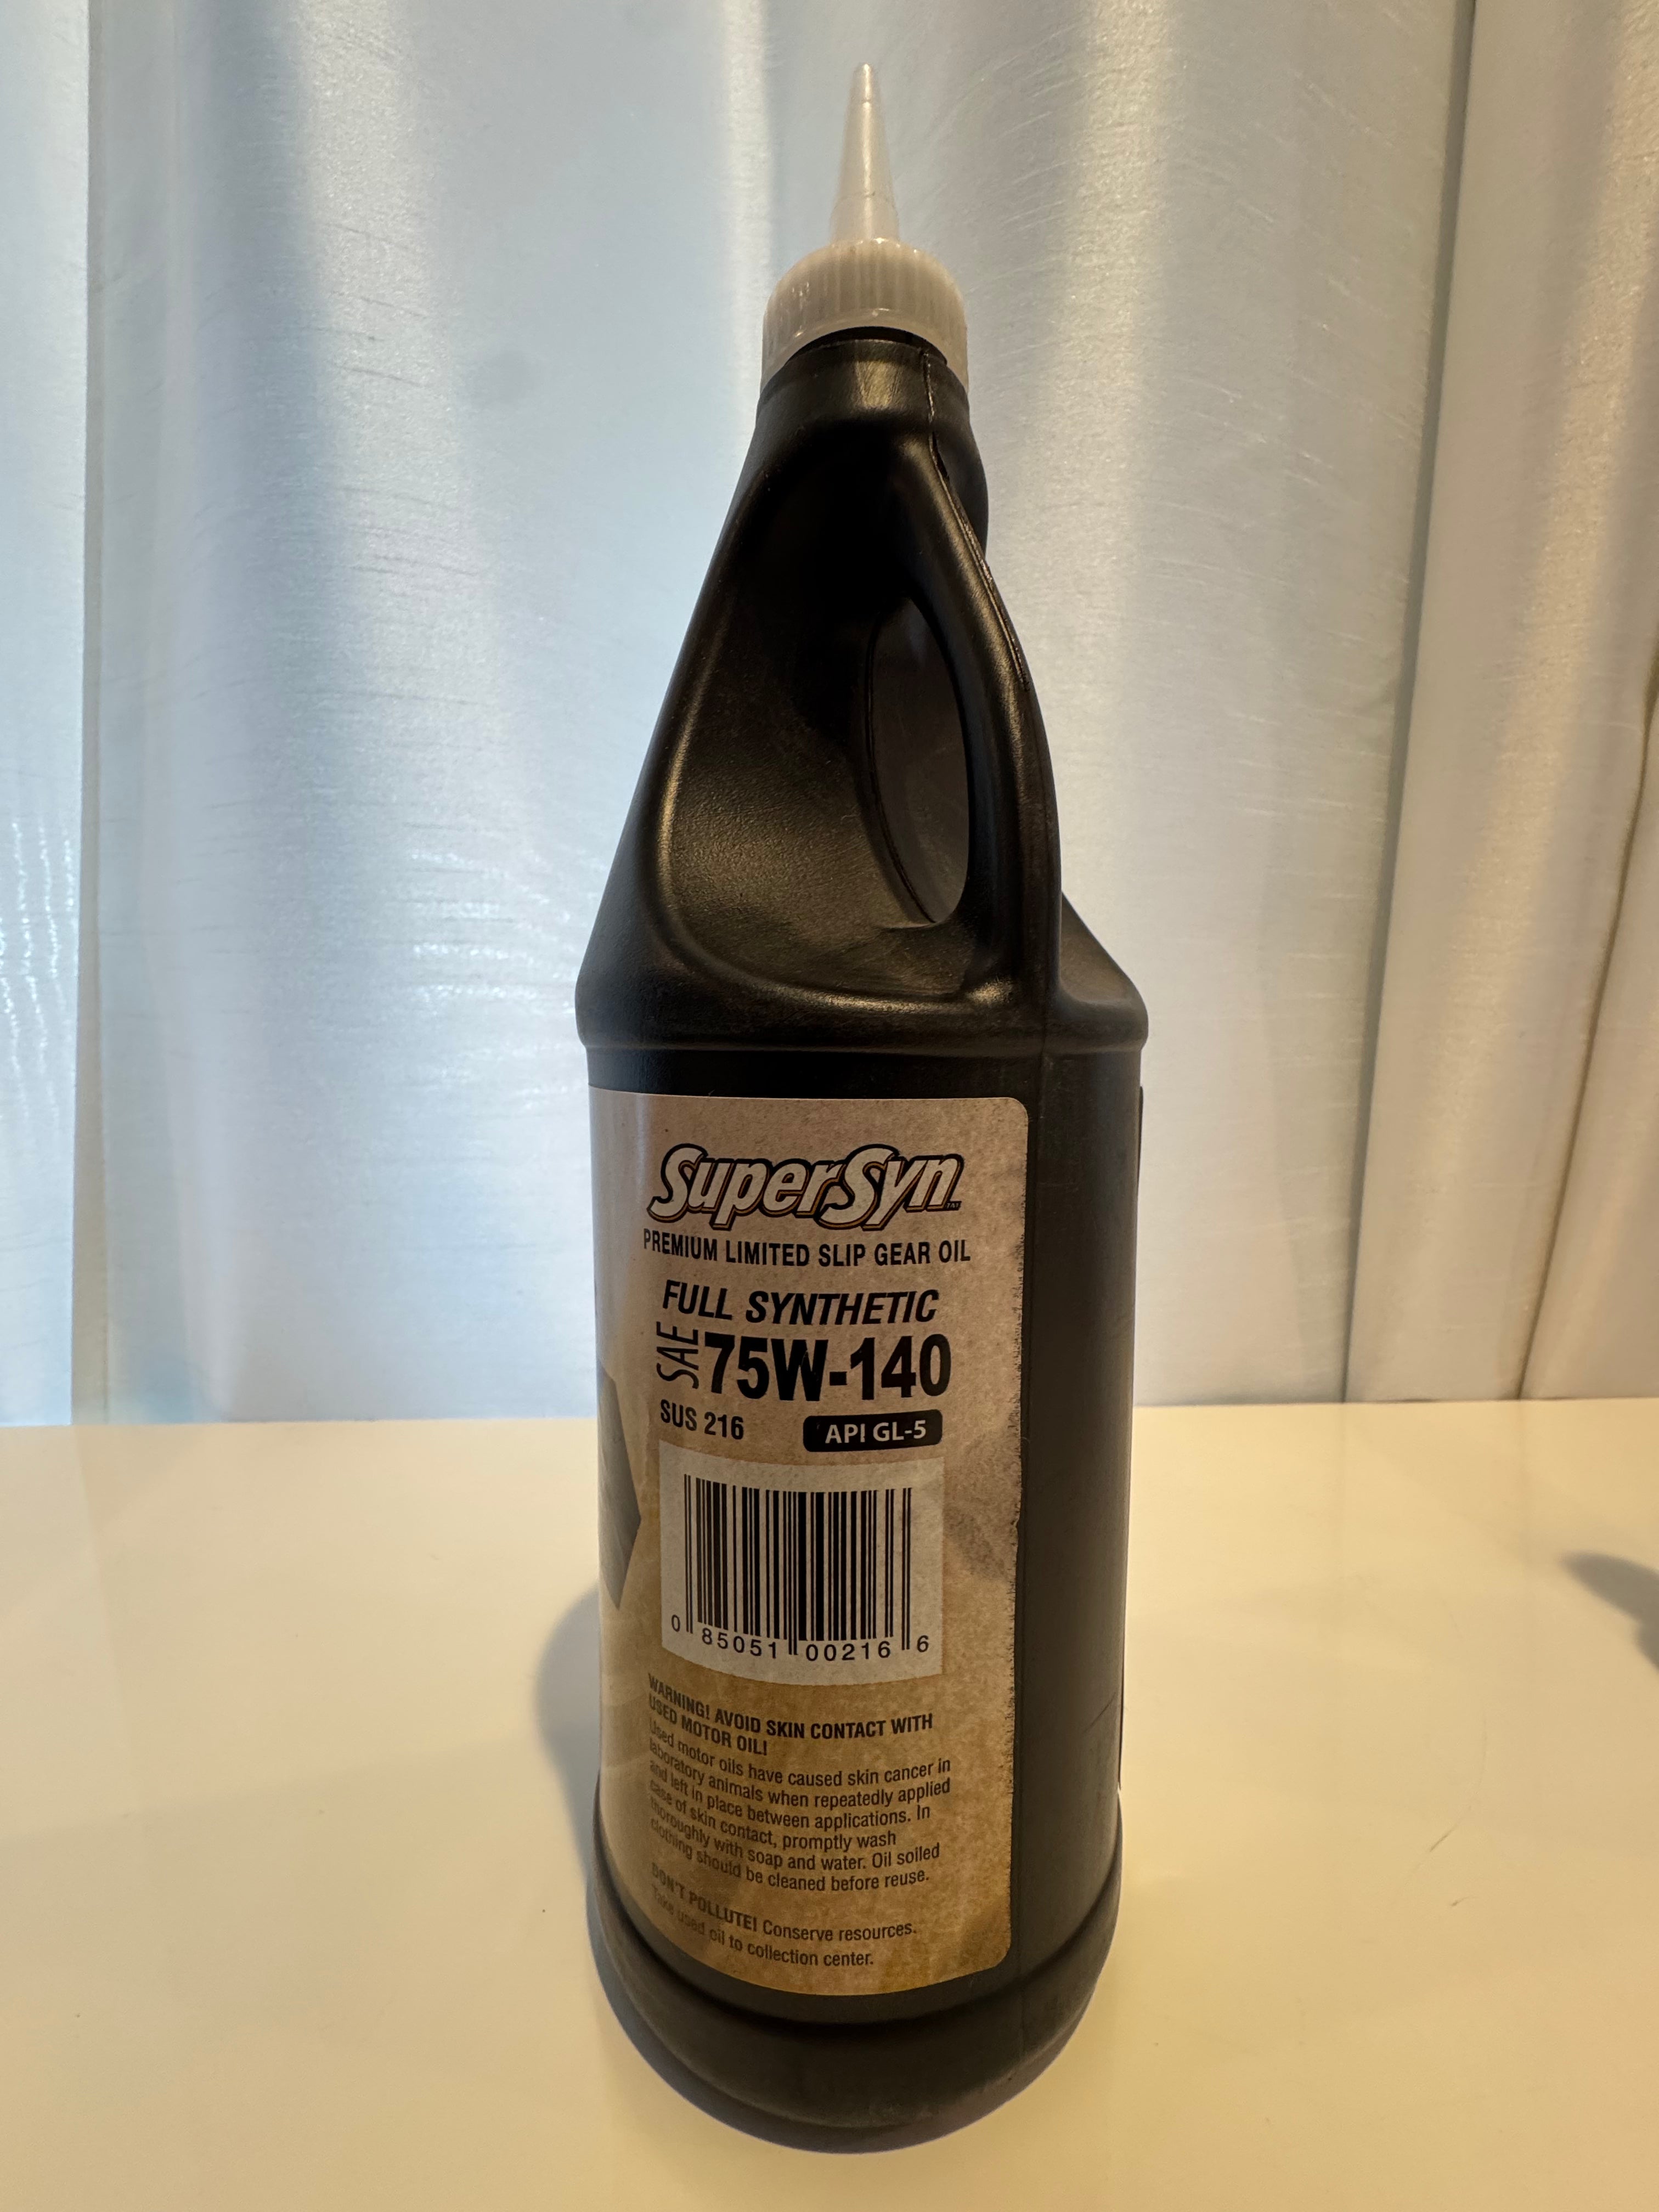 SuperSyn
PREMIUM LIMITED SLIP GEAR OIL
FULL SYNTHETIC
SAE 75W-140
SUS 216 API GL-5
0 85051 00216 6
WARNING! AVOID SKIN CONTACT WITH
USED MOTOR OIL!
Used motor oils have caused skin cancer in
laboratory animals when repeatedly applied
and left in place between applications. In
case of skin contact, promptly wash
thoroughly with soap and water. Oil soiled
clothing should be cleaned before reuse.
DON'T POLLUTE! Conserve resources.
Take used oil to collection center.